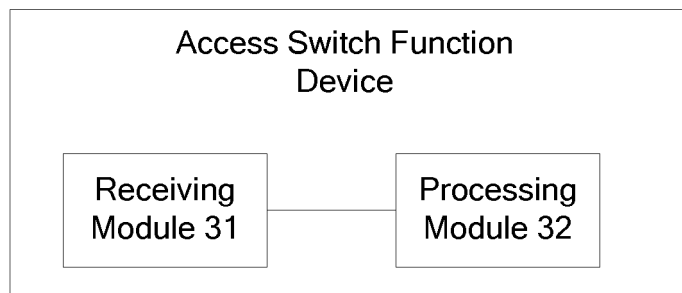 Access Switch Function
Device
Receiving
Module 31
Processing
Module 32